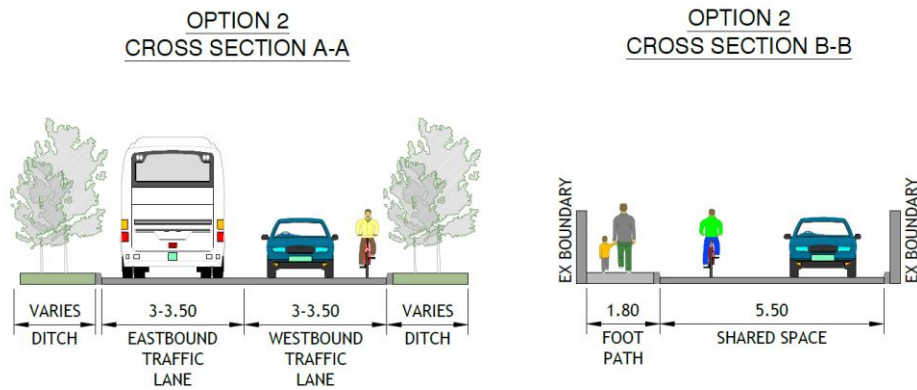 OPTION 2
CROSS SECTION A-A
VARIES
3-3.50
3-3.50
VARIES
DITCH
EASTBOUND
TRAFFIC
LANE
WESTBOUND
TRAFFIC
LANE
DITCH
OPTION 2
CROSS SECTION B-B
EX BOUNDARY
EX BOUNDARY
1.80
5.50
FOOT
PATH
SHARED SPACE